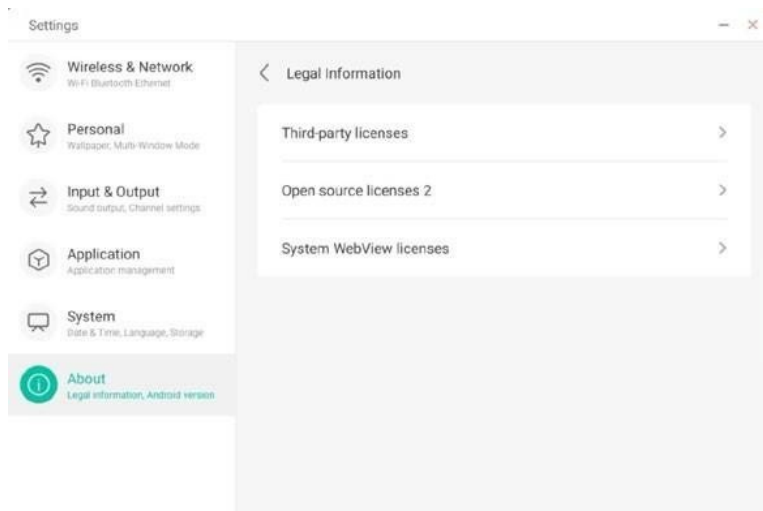 Settings
Wireless & Network
Wi-Fi Bluetooth Ethernet
Personal
Wallpaper, Multi-Window Mode
Input & Output
Sound output, Channel settings
Application
Application management
System
Date & Time, Language, Storage
About
Legal information, Android version
Legal Information
Third-party licenses
Open source licenses 2
System WebView licenses